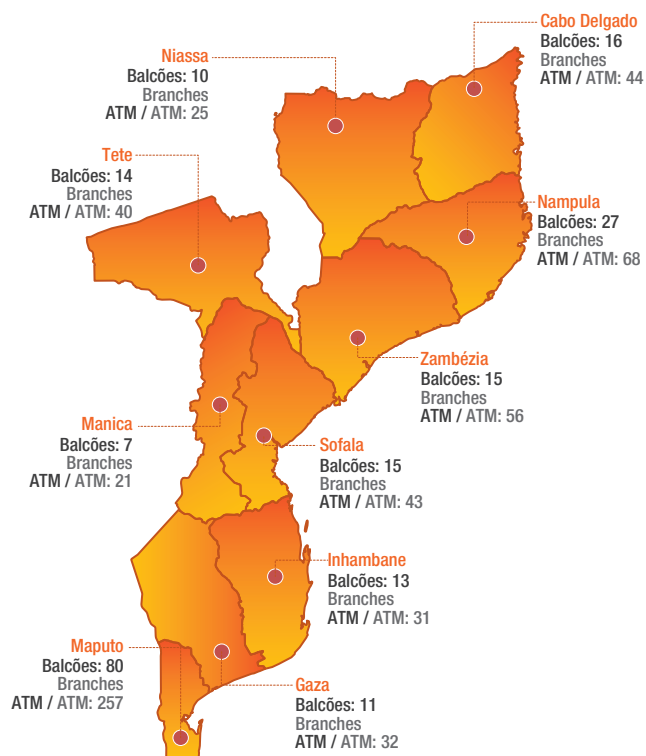 Cabo Delgado
Balcões: 16
Branches
ATM / ATM: 44
Niassa
Balcões: 10
Branches
ATM / ATM: 25
Tete
Balcões: 14
Branches
ATM / ATM: 40
Nampula
Balcões: 27
Branches
ATM / ATM: 68
Zambézia
Balcões: 15
Branches
ATM / ATM: 56
Manica
Balcões: 7
Branches
ATM / ATM: 21
Sofala
Balcões: 15
Branches
ATM / ATM: 43
Inhambane
Balcões: 13
Branches
ATM / ATM: 31
Maputo
Balcões: 80
Branches
ATM / ATM: 257
Gaza
Balcões: 11
Branches
ATM / ATM: 32